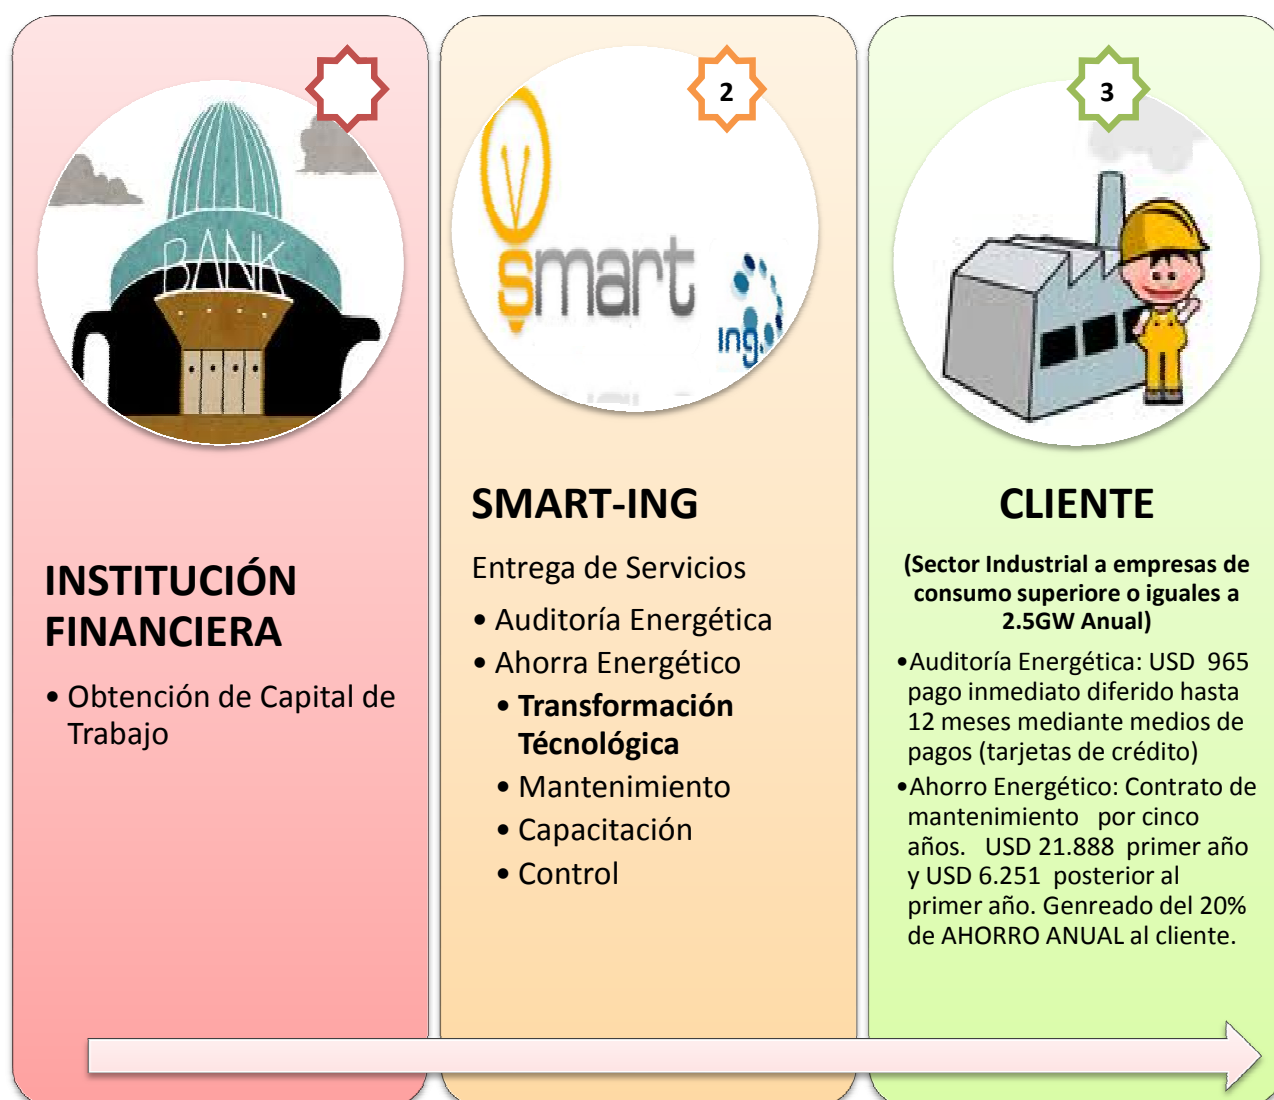 BANK
INSTITUCIÓN
FINANCIERA
• Obtención de Capital de
Trabajo
2
smart
ing.
SMART-ING
Entrega de Servicios
• Auditoría Energética
• Ahorra Energético
• Transformación
Técnológica
• Mantenimiento
• Capacitación
• Control
3
CLIENTE
(Sector Industrial a empresas de
consumo superiore o iguales a
2.5GW Anual)
•Auditoría Energética: USD 965
pago inmediato diferido hasta
12 meses mediante medios de
pagos (tarjetas de crédito)
•Ahorro Energético: Contrato de
mantenimiento por cinco
años. USD 21.888 primer año
y USD 6.251 posterior al
primer año. Genreado del 20%
de AHORRO ANUAL al cliente.